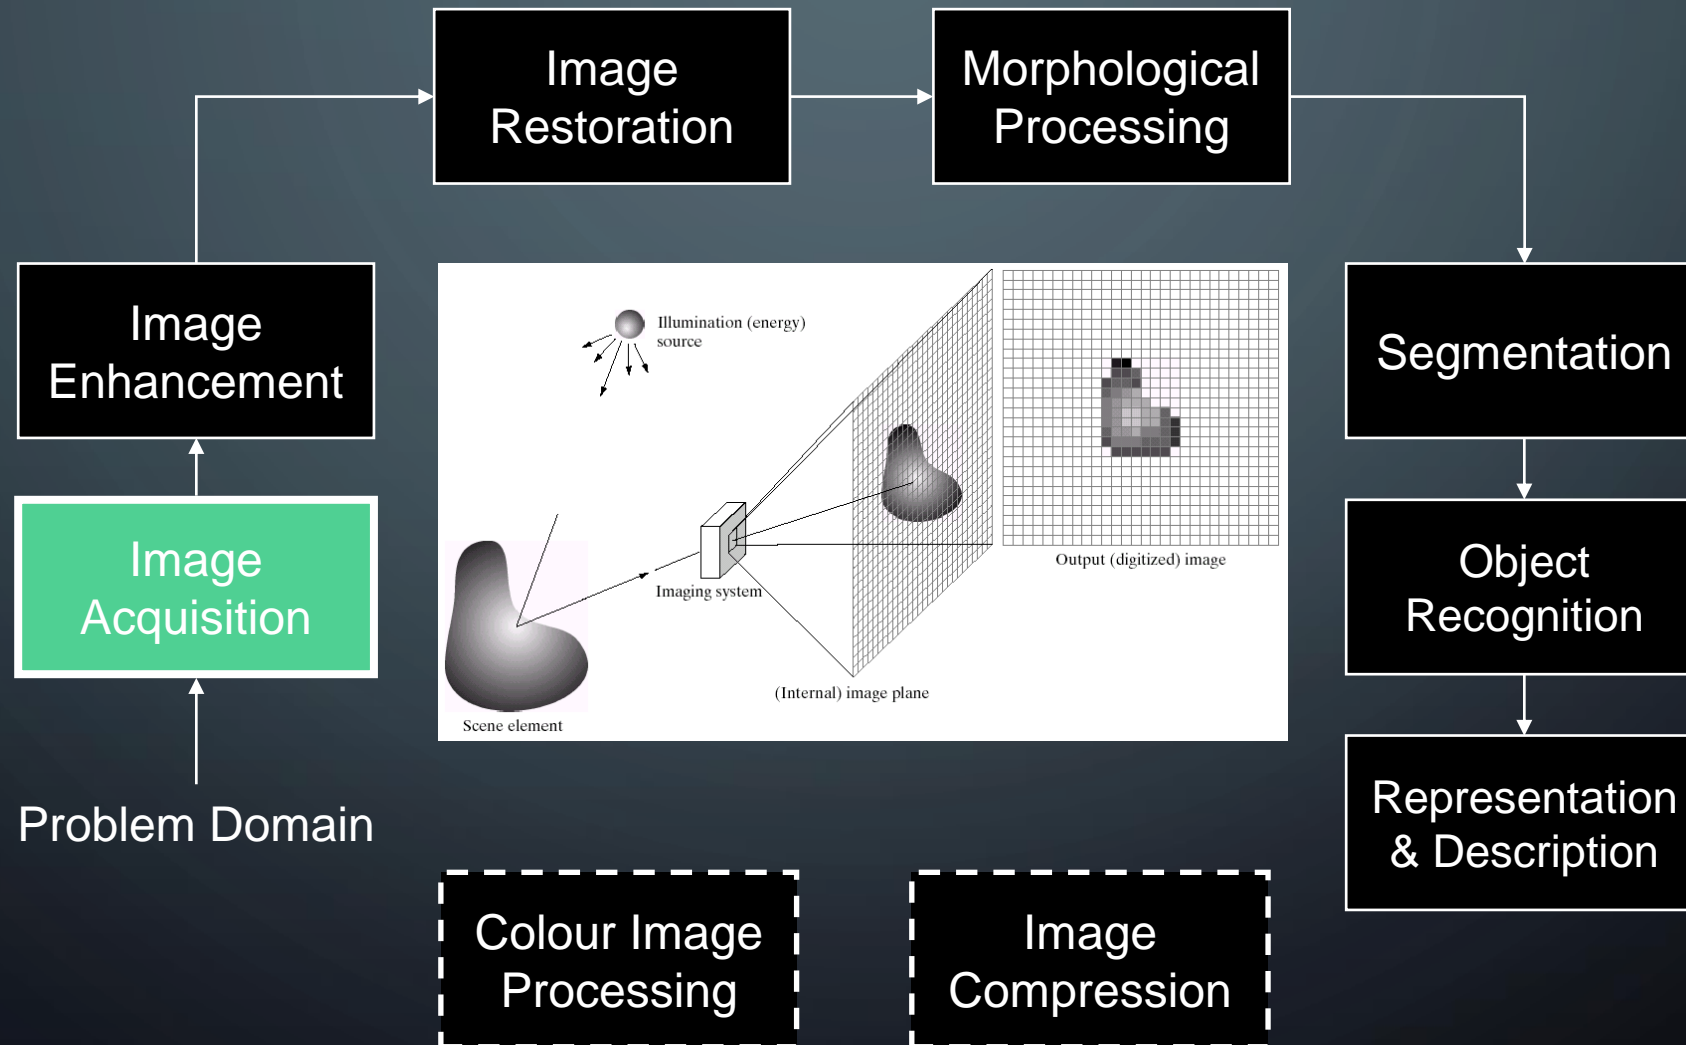 Image
Restoration
Morphological
Processing
Image
Enhancement
Illumination (energy)
source
Segmentation
Image
Acquisition
Imaging system
Output (digitized) image
Object
Recognition
(Internal) image plane
Scene element
Problem Domain
Representation
& Description
Colour Image
Processing
Image
Compression